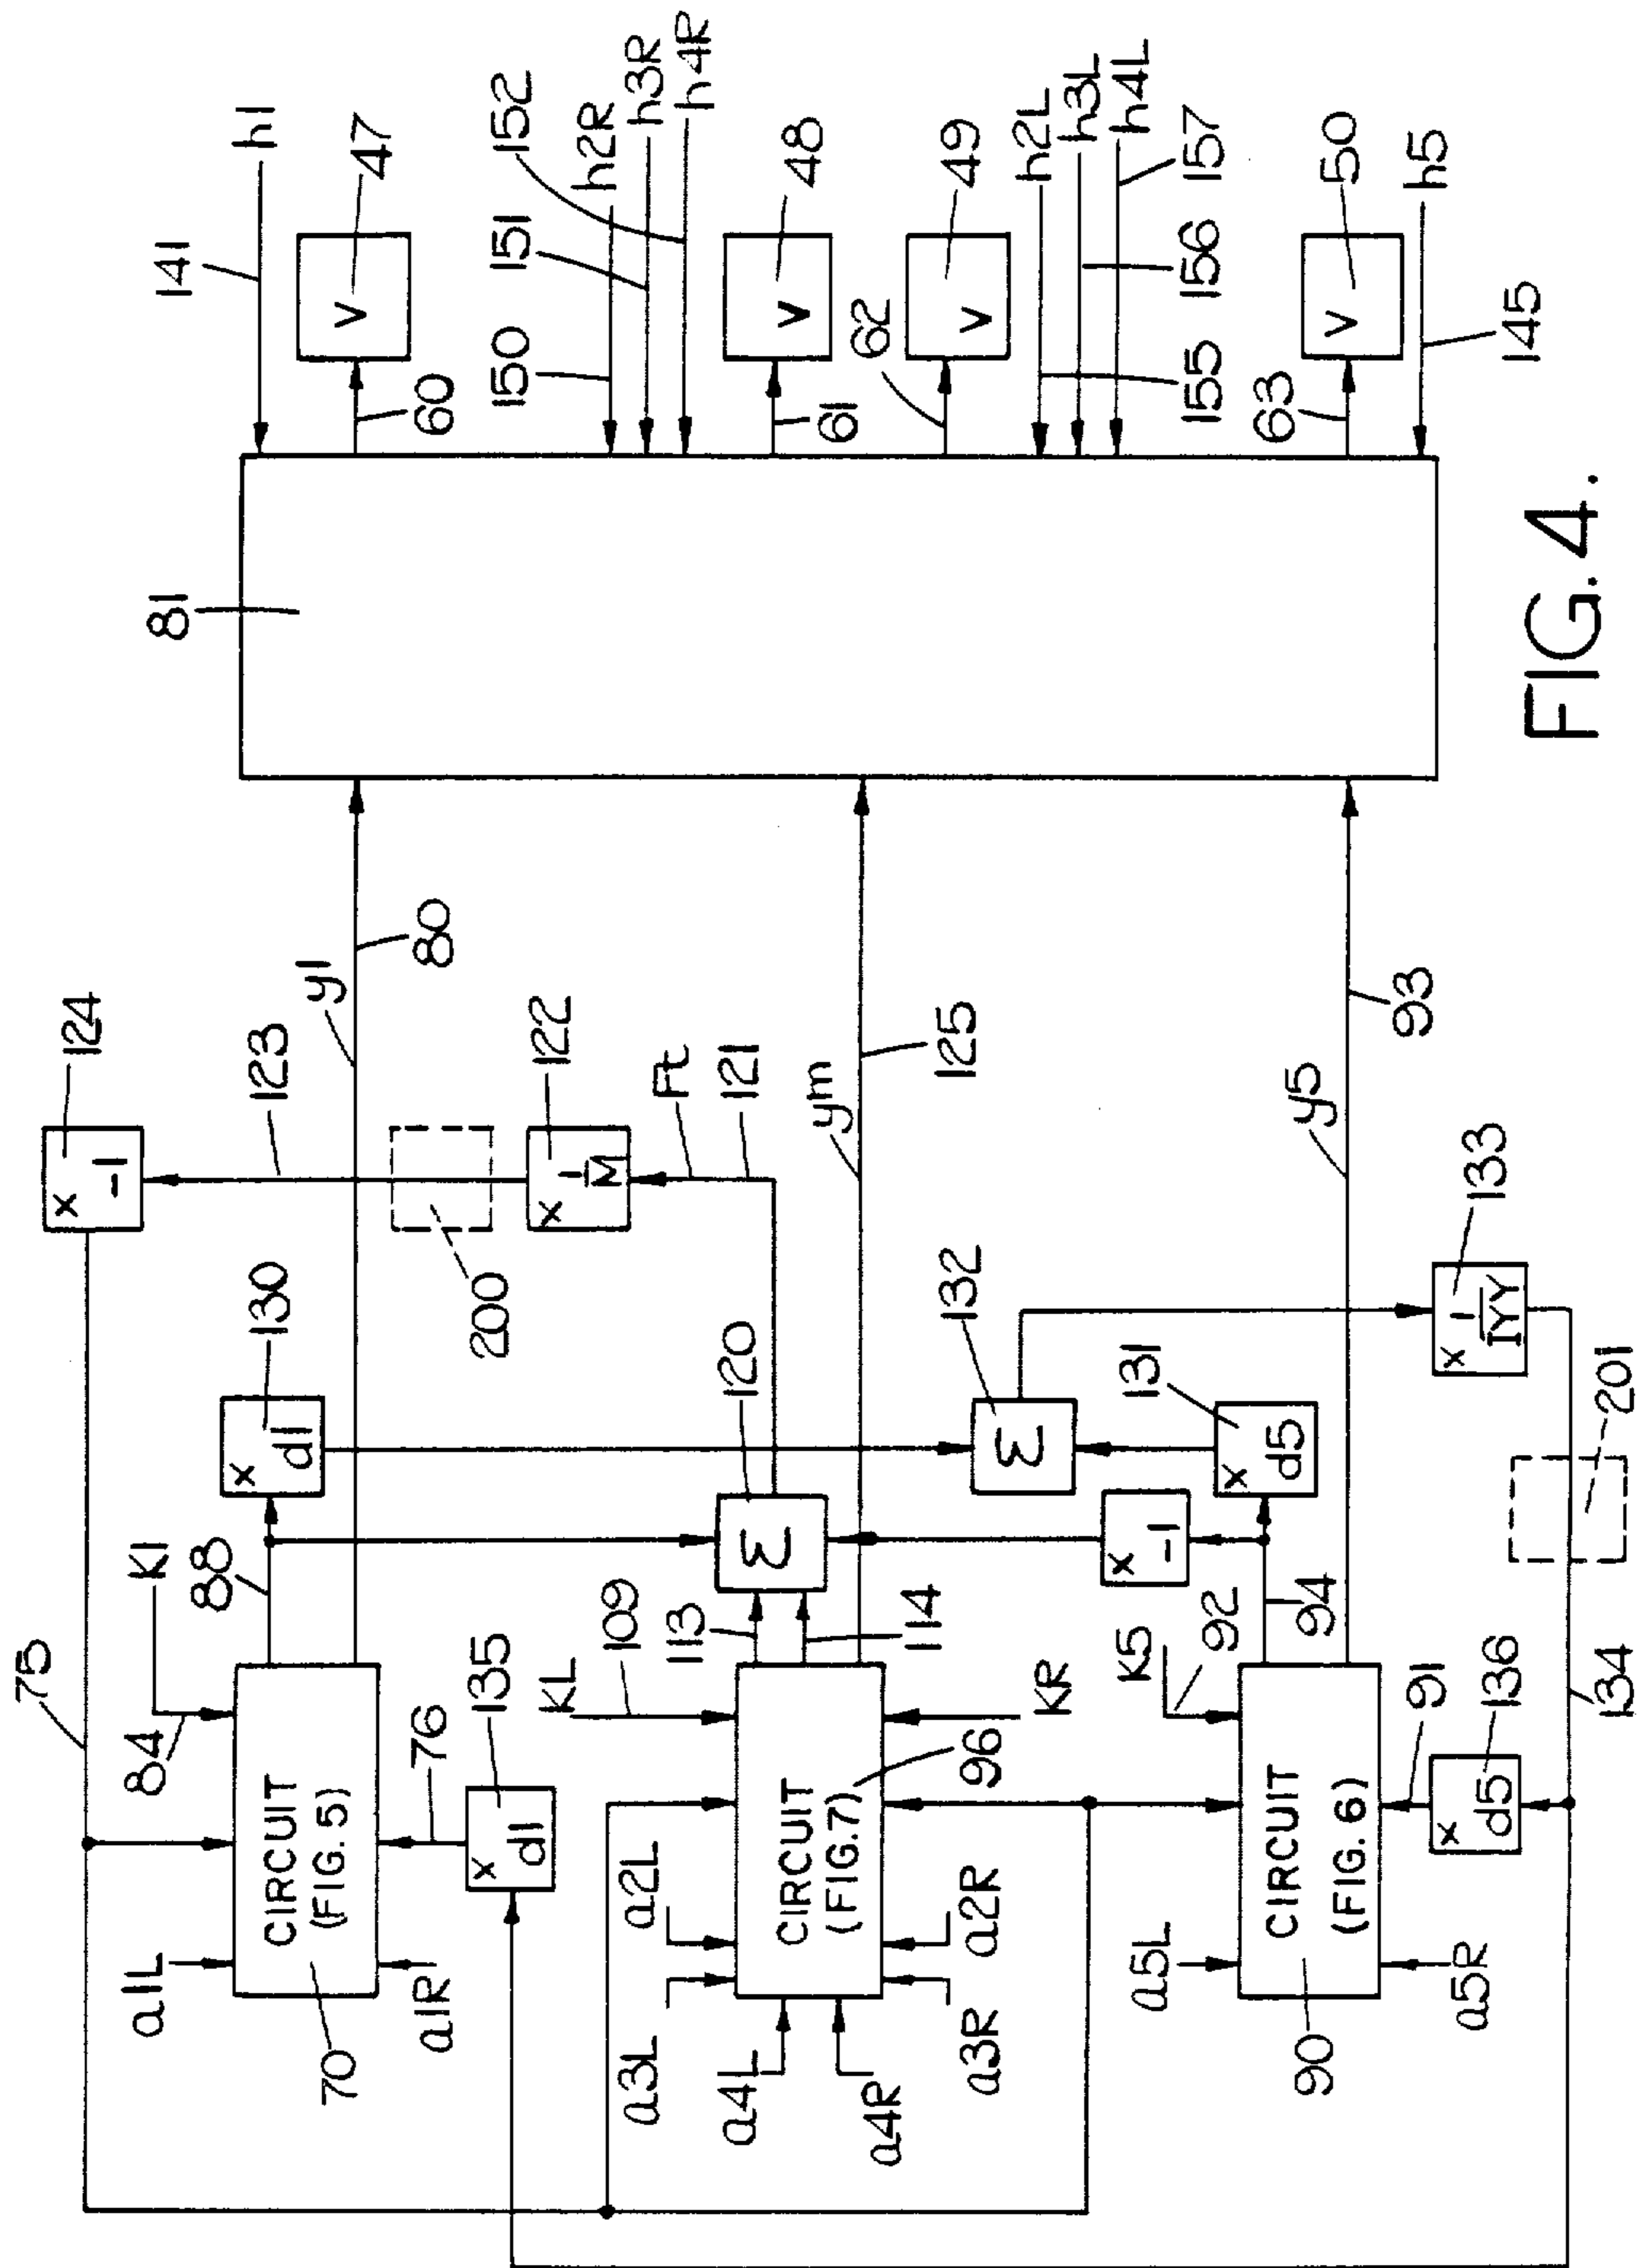 75
84
K1
88
x d1
130
x -1
124
123
a1L
CIRCUIT
(FIG. 5)
a1R
70
76
x d1
135
y1
80
200
x 1/M
122
Ft
121
81
141
h1
60
V
47
150
151
152
h2R
h3R
h4R
61
V
48
62
V
49
155
156
157
h2L
h3L
h4L
63
V
50
145
h5
KL
109
113
114
Σ
120
a2L
a3L
a4L
a4R
a3R
a2R
CIRCUIT
(FIG.7)
96
KR
ym
125
Σ
132
x -1
x d5
131
K5
92
94
a5L
CIRCUIT
(FIG. 6)
a5R
90
91
x d5
136
134
201
y5
93
x 1/IYY
133
FIG. 4.